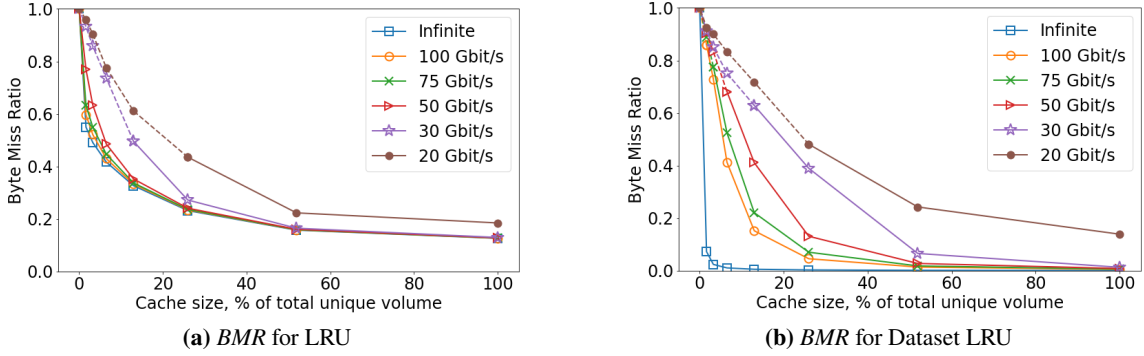 1.0
0.8
0.6
0.4
0.2
0.0
Byte Miss Ratio
Infinite
100 Gbit/s
75 Gbit/s
50 Gbit/s
30 Gbit/s
20 Gbit/s
0 20 40 60 80 100
Cache size, % of total unique volume
(a) BMR for LRU
1.0
0.8
0.6
0.4
0.2
0.0
Byte Miss Ratio
Infinite
100 Gbit/s
75 Gbit/s
50 Gbit/s
30 Gbit/s
20 Gbit/s
0 20 40 60 80 100
Cache size, % of total unique volume
(b) BMR for Dataset LRU